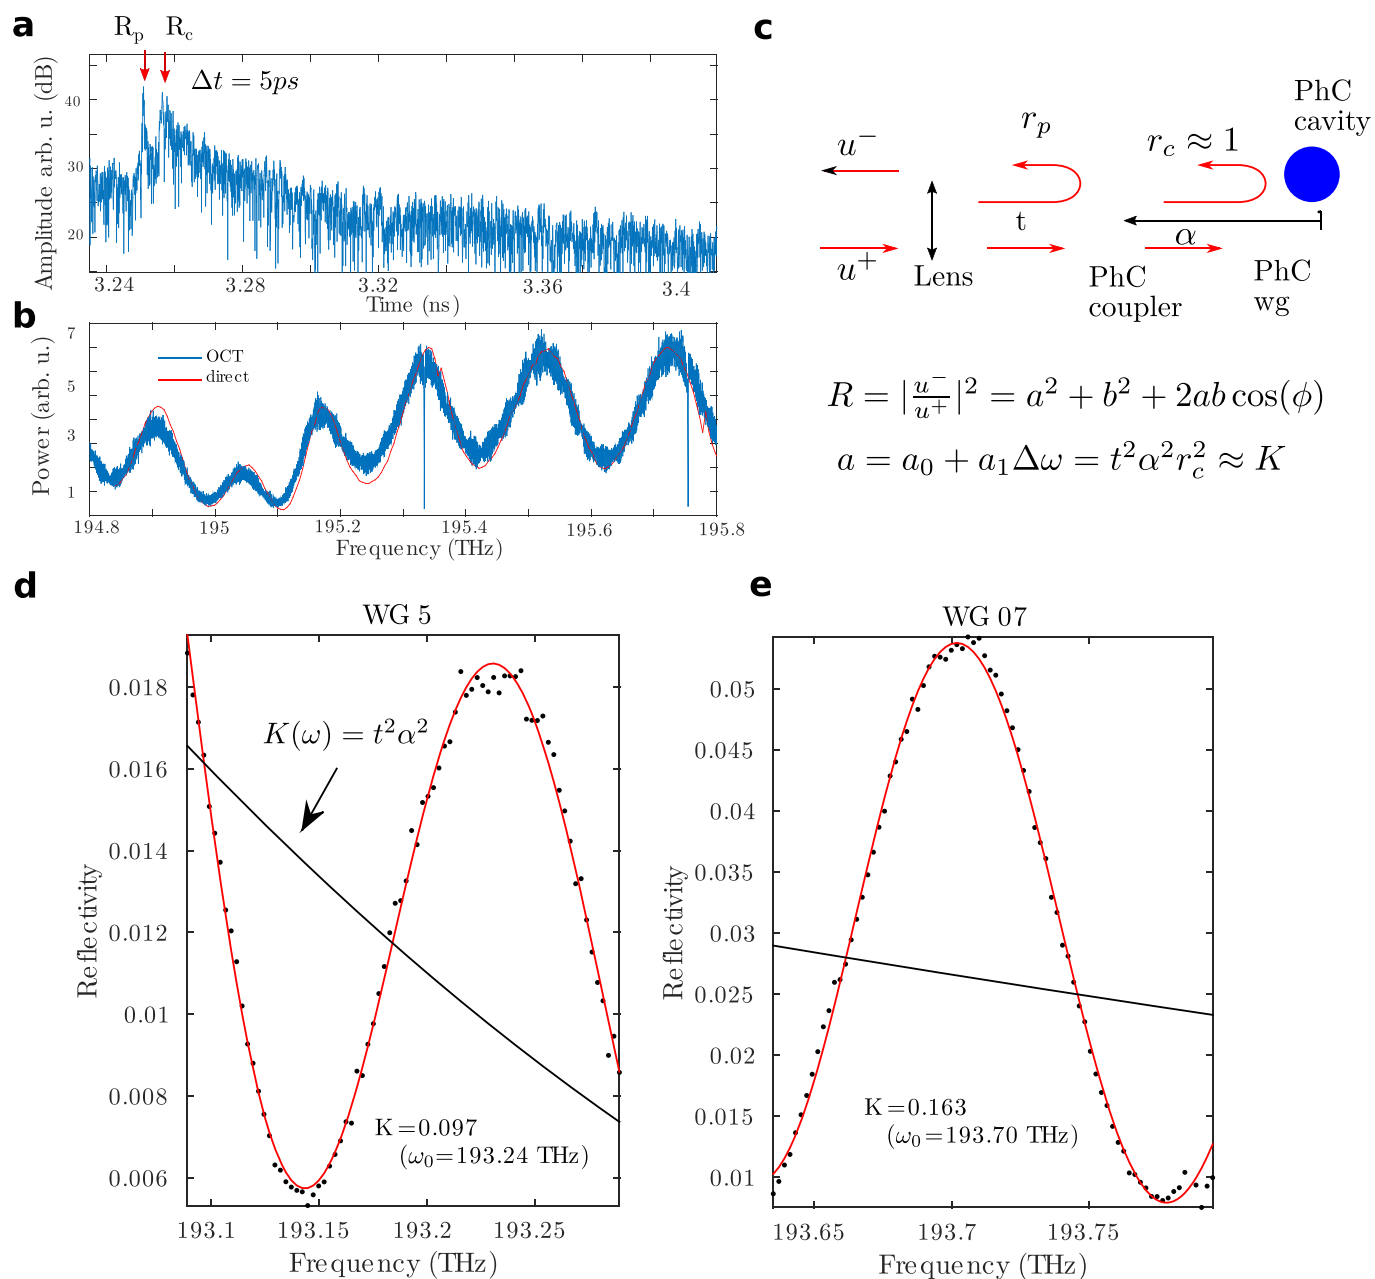 a
R_p R_c
Δt = 5ps
Amplitude arb. u. (dB)
40
30
20
3.24 3.28 3.32 3.36 3.4
Time (ns)
b
OCT
direct
Power (arb. u.)
7
5
3
1
194.8 195 195.2 195.4 195.6 195.8
Frequency (THz)
c
PhC
cavity
r_p
r_c ≈ 1
u^-
t
α
u^+
Lens
PhC
coupler
PhC
wg
R = |u^-/u^+|^2 = a^2 + b^2 + 2ab cos(ϕ)
a = a_0 + a_1Δω = t^2α^2r_c^2 ≈ K
d
WG 5
K(ω) = t^2α^2
Reflectivity
0.018
0.016
0.014
0.012
0.01
0.008
0.006
K=0.097
(ω_0=193.24 THz)
193.1 193.15 193.2 193.25
Frequency (THz)
e
WG 07
Reflectivity
0.05
0.045
0.04
0.035
0.03
0.025
0.02
0.015
0.01
K=0.163
(ω_0=193.70 THz)
193.65 193.7 193.75
Frequency (THz)